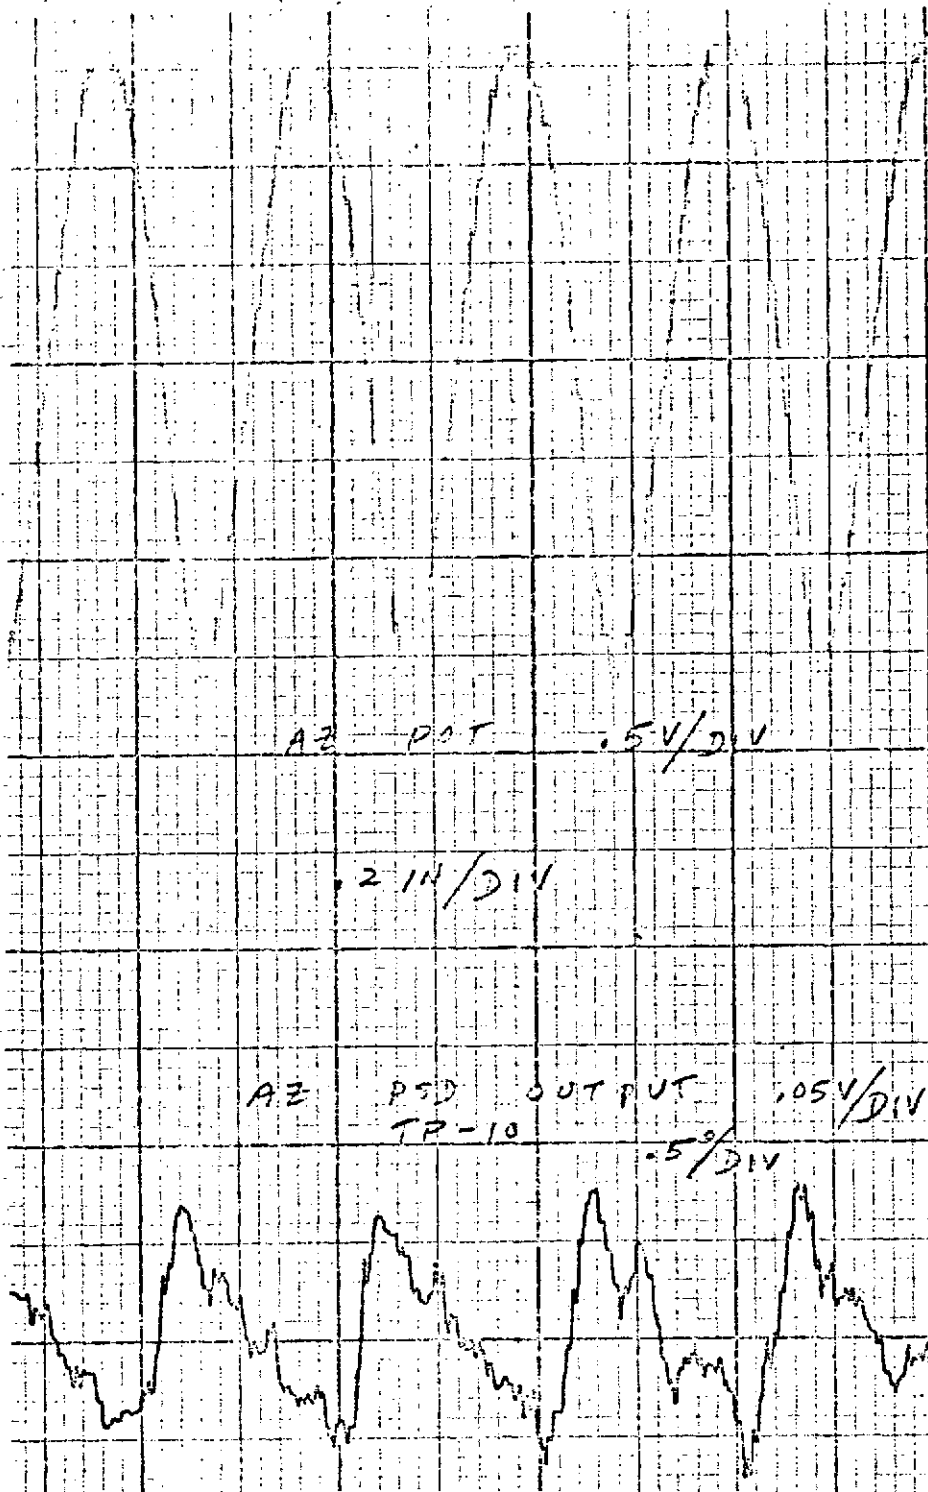 AZ POT .5V/DIV
.2 IN/DIV
AZ PSD OUTPUT .05V/DIV
TP-10
.5°/DIV